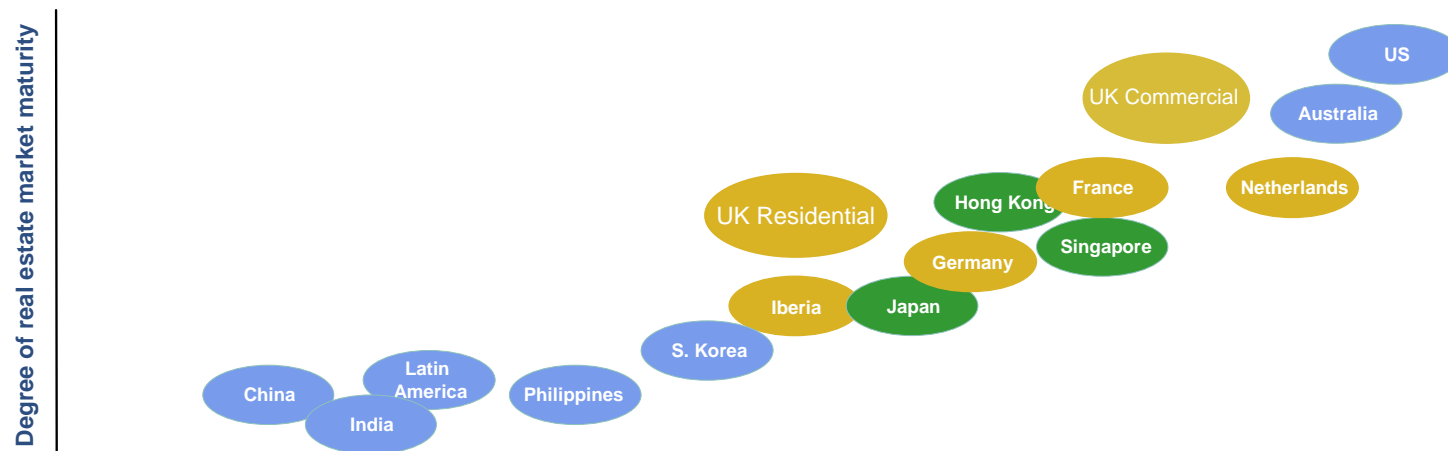 Degree of real estate market maturity
US
UK Commercial
Australia
France
Netherlands
Hong Kong
UK Residential
Singapore
Germany
Iberia
Japan
S. Korea
Latin
America
China
Philippines
India